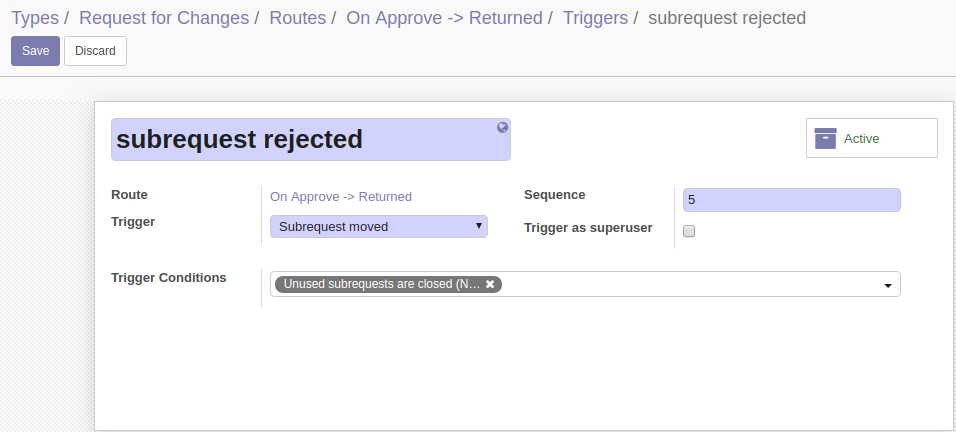 Types / Request for Changes / Routes / On Approve -> Returned / Triggers / subrequest rejected
Save Discard
subrequest rejected
Active
Route On Approve -> Returned Sequence 5
Trigger Subrequest moved Trigger as superuser
Trigger Conditions Unused subrequests are closed (N...